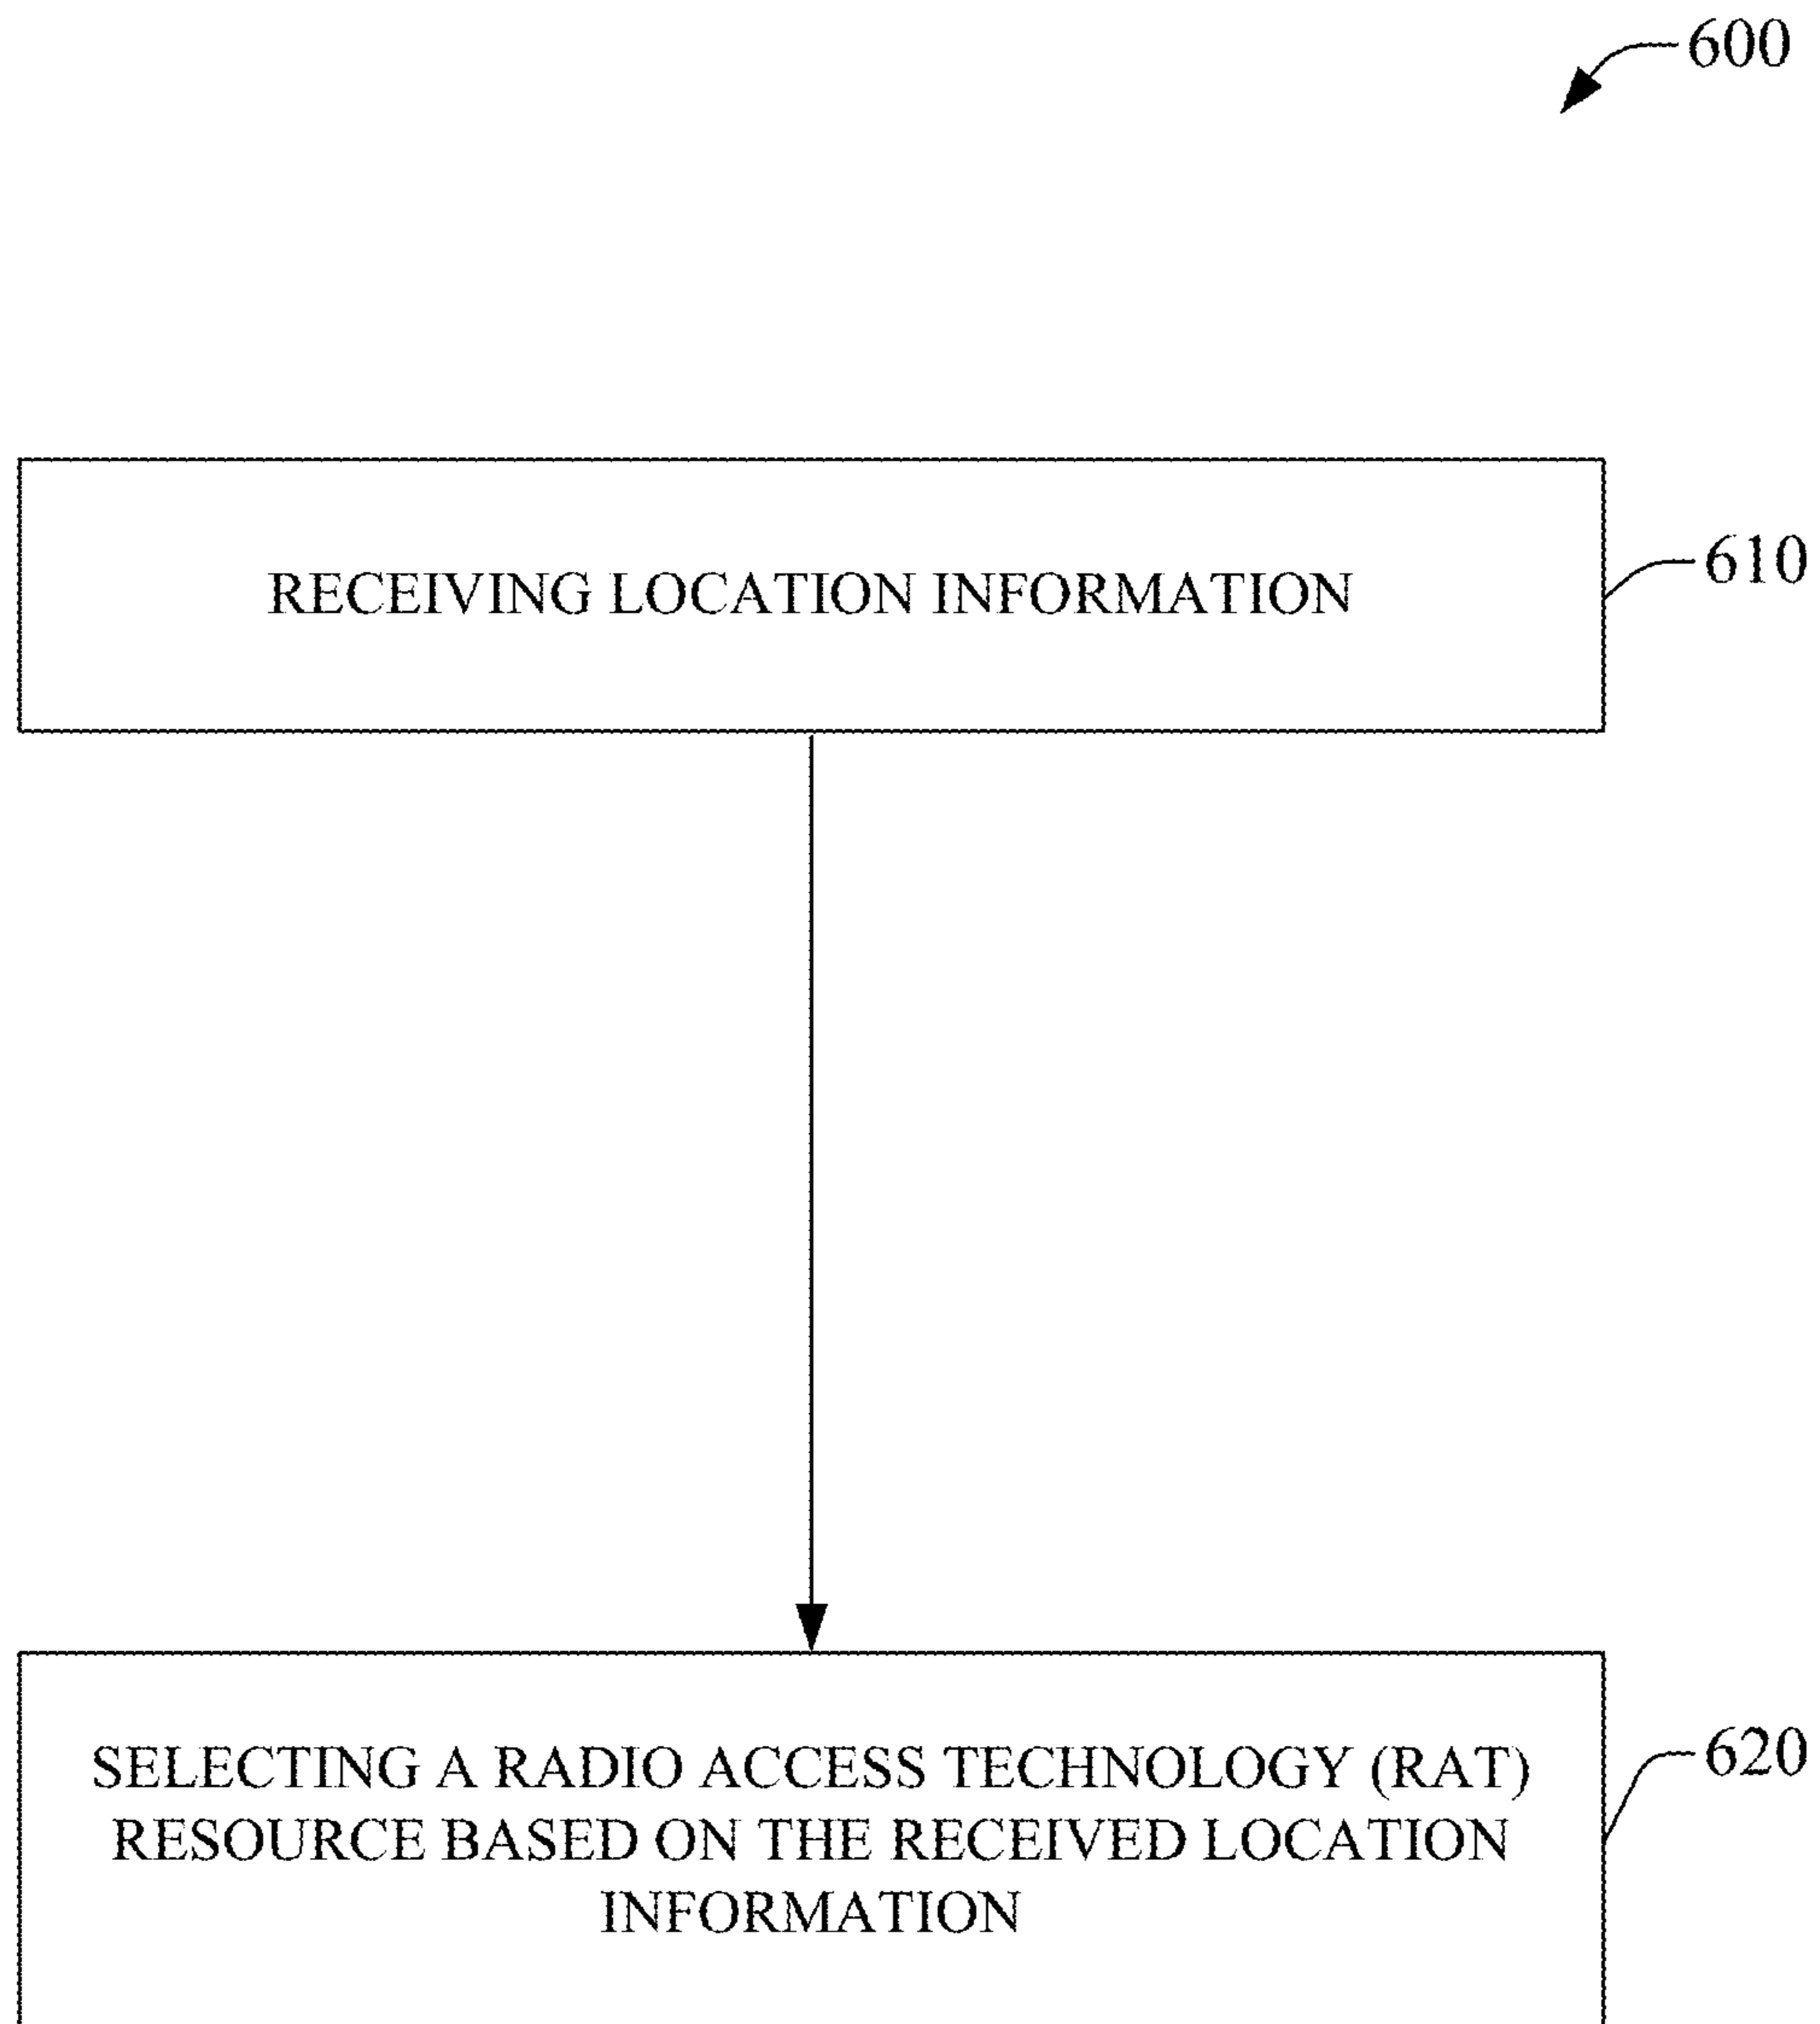 600
RECEIVING LOCATION INFORMATION
610
SELECTING A RADIO ACCESS TECHNOLOGY (RAT)
RESOURCE BASED ON THE RECEIVED LOCATION
INFORMATION
620